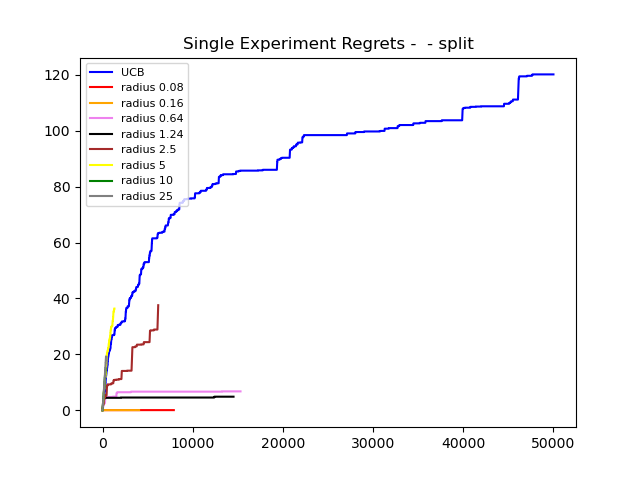 Single Experiment Regrets -  - split
120
100
80
60
40
20
0
UCB
radius 0.08
radius 0.16
radius 0.64
radius 1.24
radius 2.5
radius 5
radius 10
radius 25
0 10000 20000 30000 40000 50000